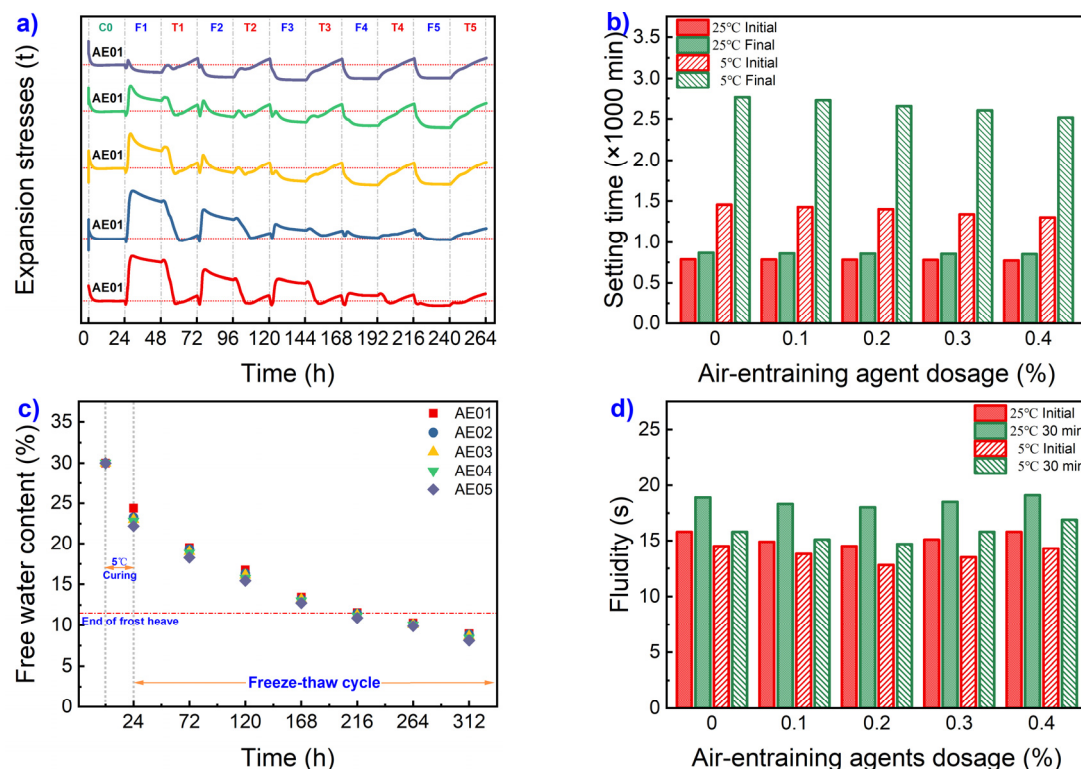 a)
C0 F1 T1 F2 T2 F3 T3 F4 T4 F5 T5
AE01
AE01
AE01
AE01
AE01
Expansion stresses (t)
0 24 48 72 96 120 144 168 192 216 240 264
Time (h)
b)
25℃ Initial
25℃ Final
5℃ Initial
5℃ Final
Setting time (×1000 min)
3.5
3.0
2.5
2.0
1.5
1.0
0.5
0.0
0 0.1 0.2 0.3 0.4
Air-entraining agent dosage (%)
c)
AE01
AE02
AE03
AE04
AE05
Free water content (%)
35
30
25
20
15
10
5
0
5℃
Curing
End of frost heave
Freeze-thaw cycle
24 72 120 168 216 264 312
Time (h)
d)
25℃ Initial
25℃ 30 min
5℃ Initial
5℃ 30 min
Fluidity (s)
25
20
15
10
5
0
0 0.1 0.2 0.3 0.4
Air-entraining agents dosage (%)